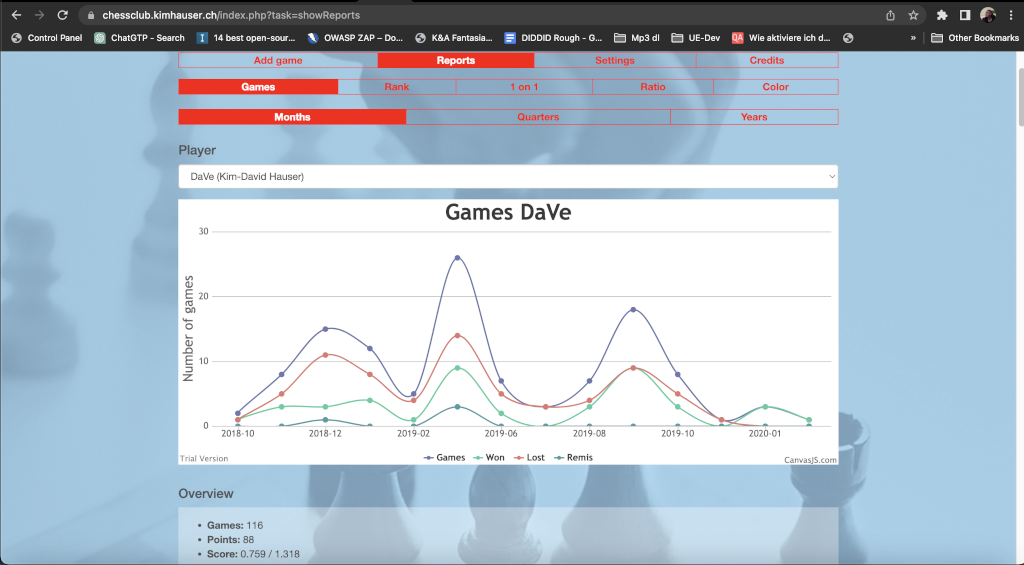 chessclub.kimhauser.ch/index.php?task=showReports
Control Panel ChatGTP - Search 14 best open-sour... OWASP ZAP – Do... K&A Fantasia... DIDDID Rough - G... Mp3 dl UE-Dev QA Wie aktiviere ich d... » Other Bookmarks
Add game Reports Settings Credits
Games Rank 1 on 1 Ratio Color
Months Quarters Years
Player
DaVe (Kim-David Hauser)
Games DaVe
Number of games
30
20
10
0
2018-10 2018-12 2019-02 2019-06 2019-08 2019-10 2020-01
Games Won Lost Remis
Trial Version CanvasJS.com
Overview
• Games: 116
• Points: 88
• Score: 0.759 / 1.318